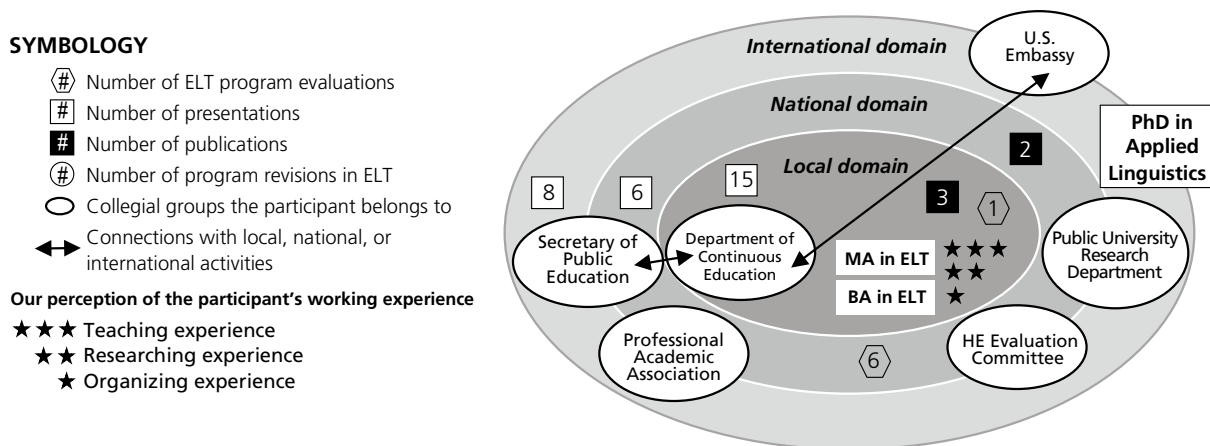 SYMBOLOGY
# Number of ELT program evaluations
# Number of presentations
# Number of publications
# Number of program revisions in ELT
Collegial groups the participant belongs to
Connections with local, national, or
international activities
Our perception of the participant's working experience
Teaching experience
Researching experience
Organizing experience
International domain
U.S.
Embassy
National domain
PhD in
Applied
Linguistics
2
Local domain
8
6
15
3
1
Secretary of
Public
Education
Department of
Continuous
Education
MA in ELT
BA in ELT
Public University
Research
Department
Professional
Academic
Association
6
HE Evaluation
Committee